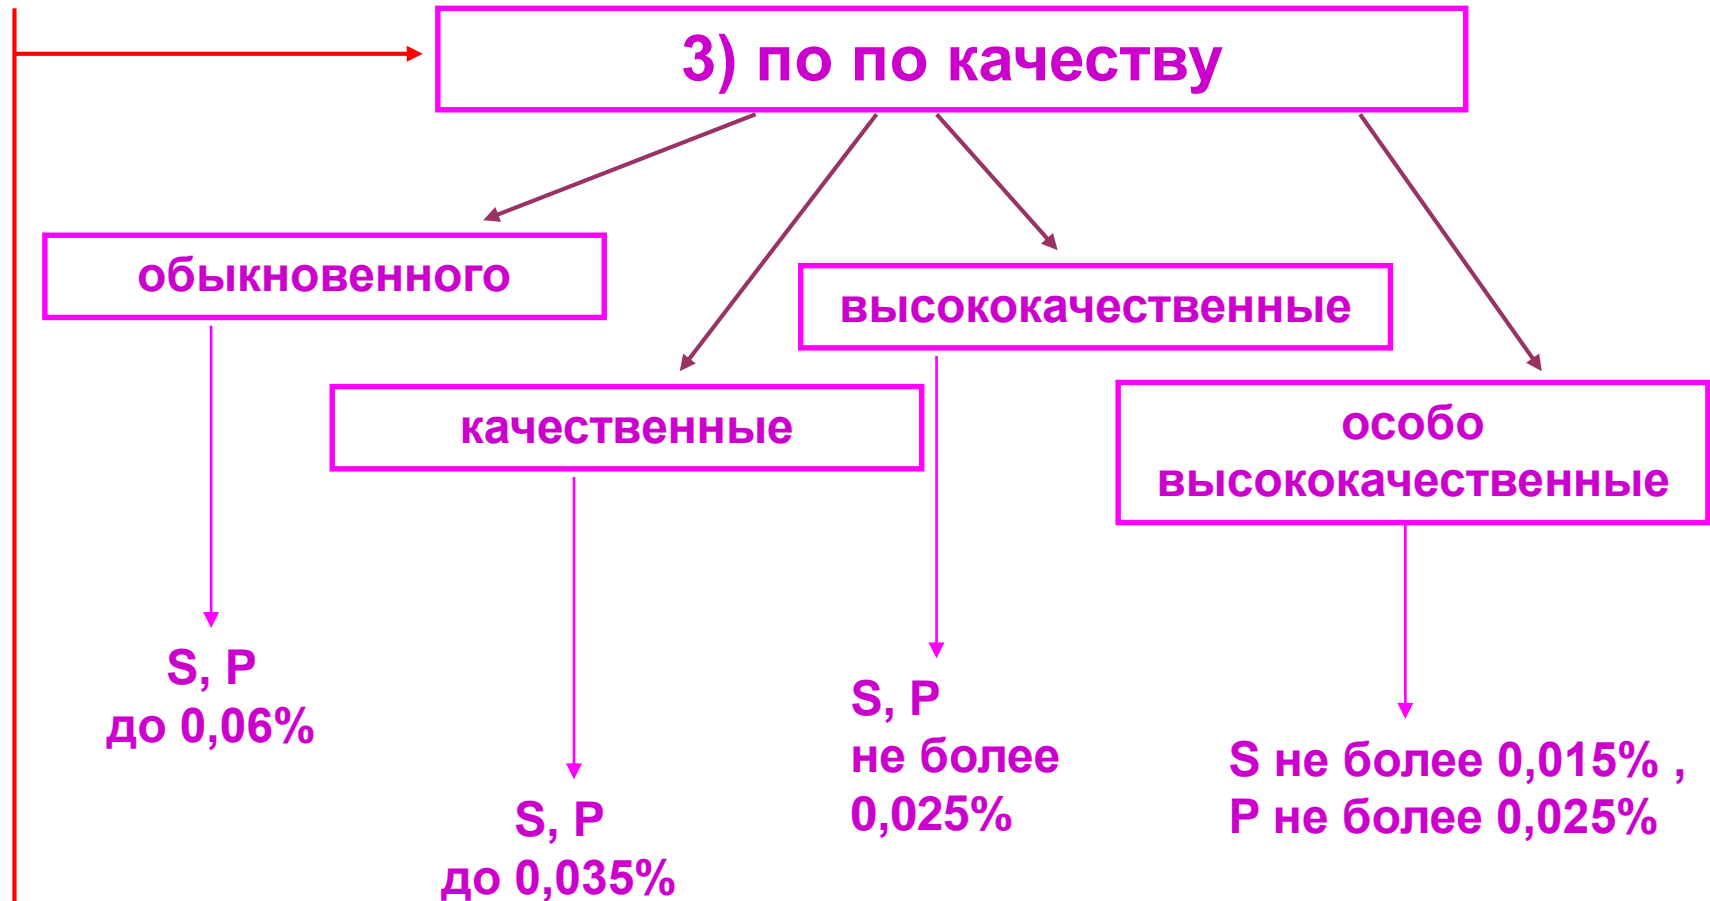 3) по по качеству
обыкновенного
высококачественные
качественные
особо
высококачественные
S, P
до 0,06%
S, P
до 0,035%
S, P
не более
0,025%
S не более 0,015% ,
P не более 0,025%